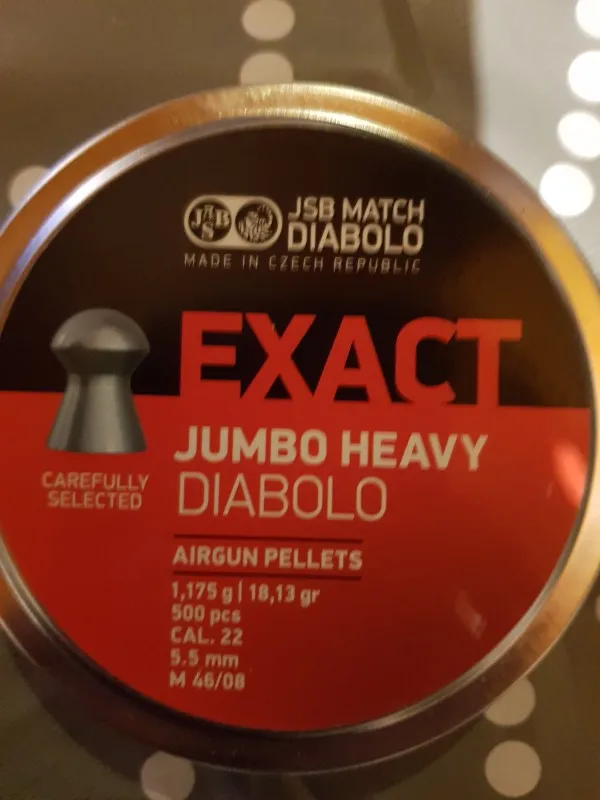 JSB
JSB MATCH
DIABOLO
MADE IN CZECH REPUBLIC
EXACT
JUMBO HEAVY
DIABOLO
CAREFULLY
SELECTED
AIRGUN PELLETS
1,175 g | 18,13 gr
500 pcs
CAL. 22
5.5 mm
M 46/08